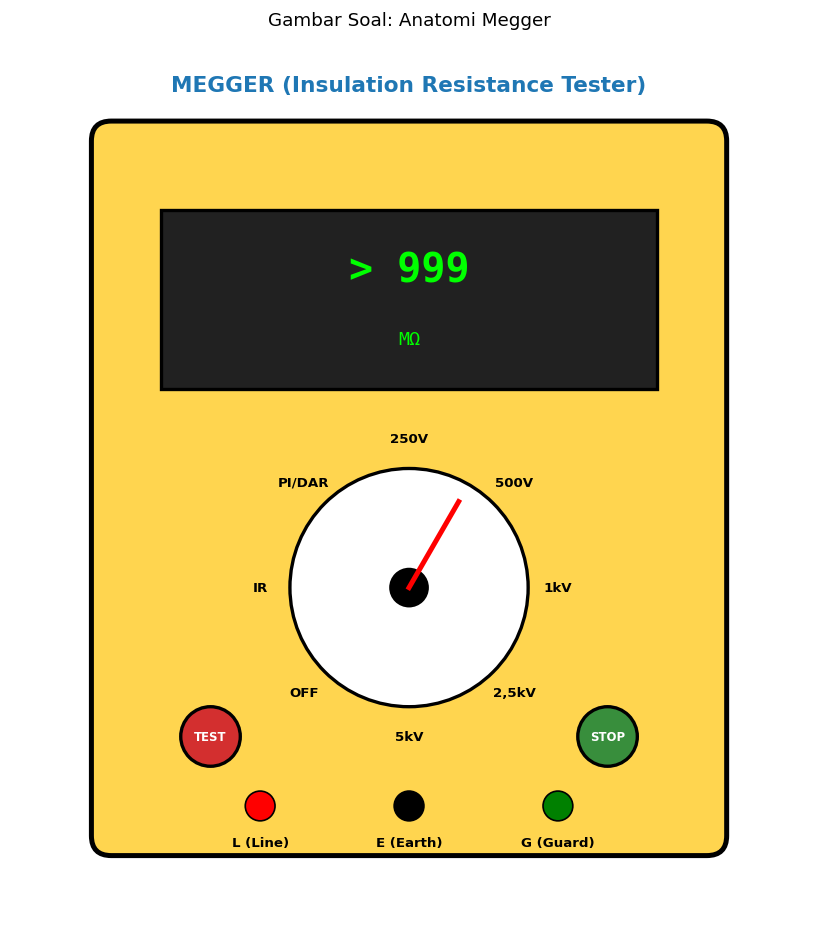 Gambar Soal: Anatomi Megger
MEGGER (Insulation Resistance Tester)
> 999
MΩ
250V
PI/DAR
500V
IR
1kV
OFF
2,5kV
TEST
5kV
STOP
L (Line)
E (Earth)
G (Guard)